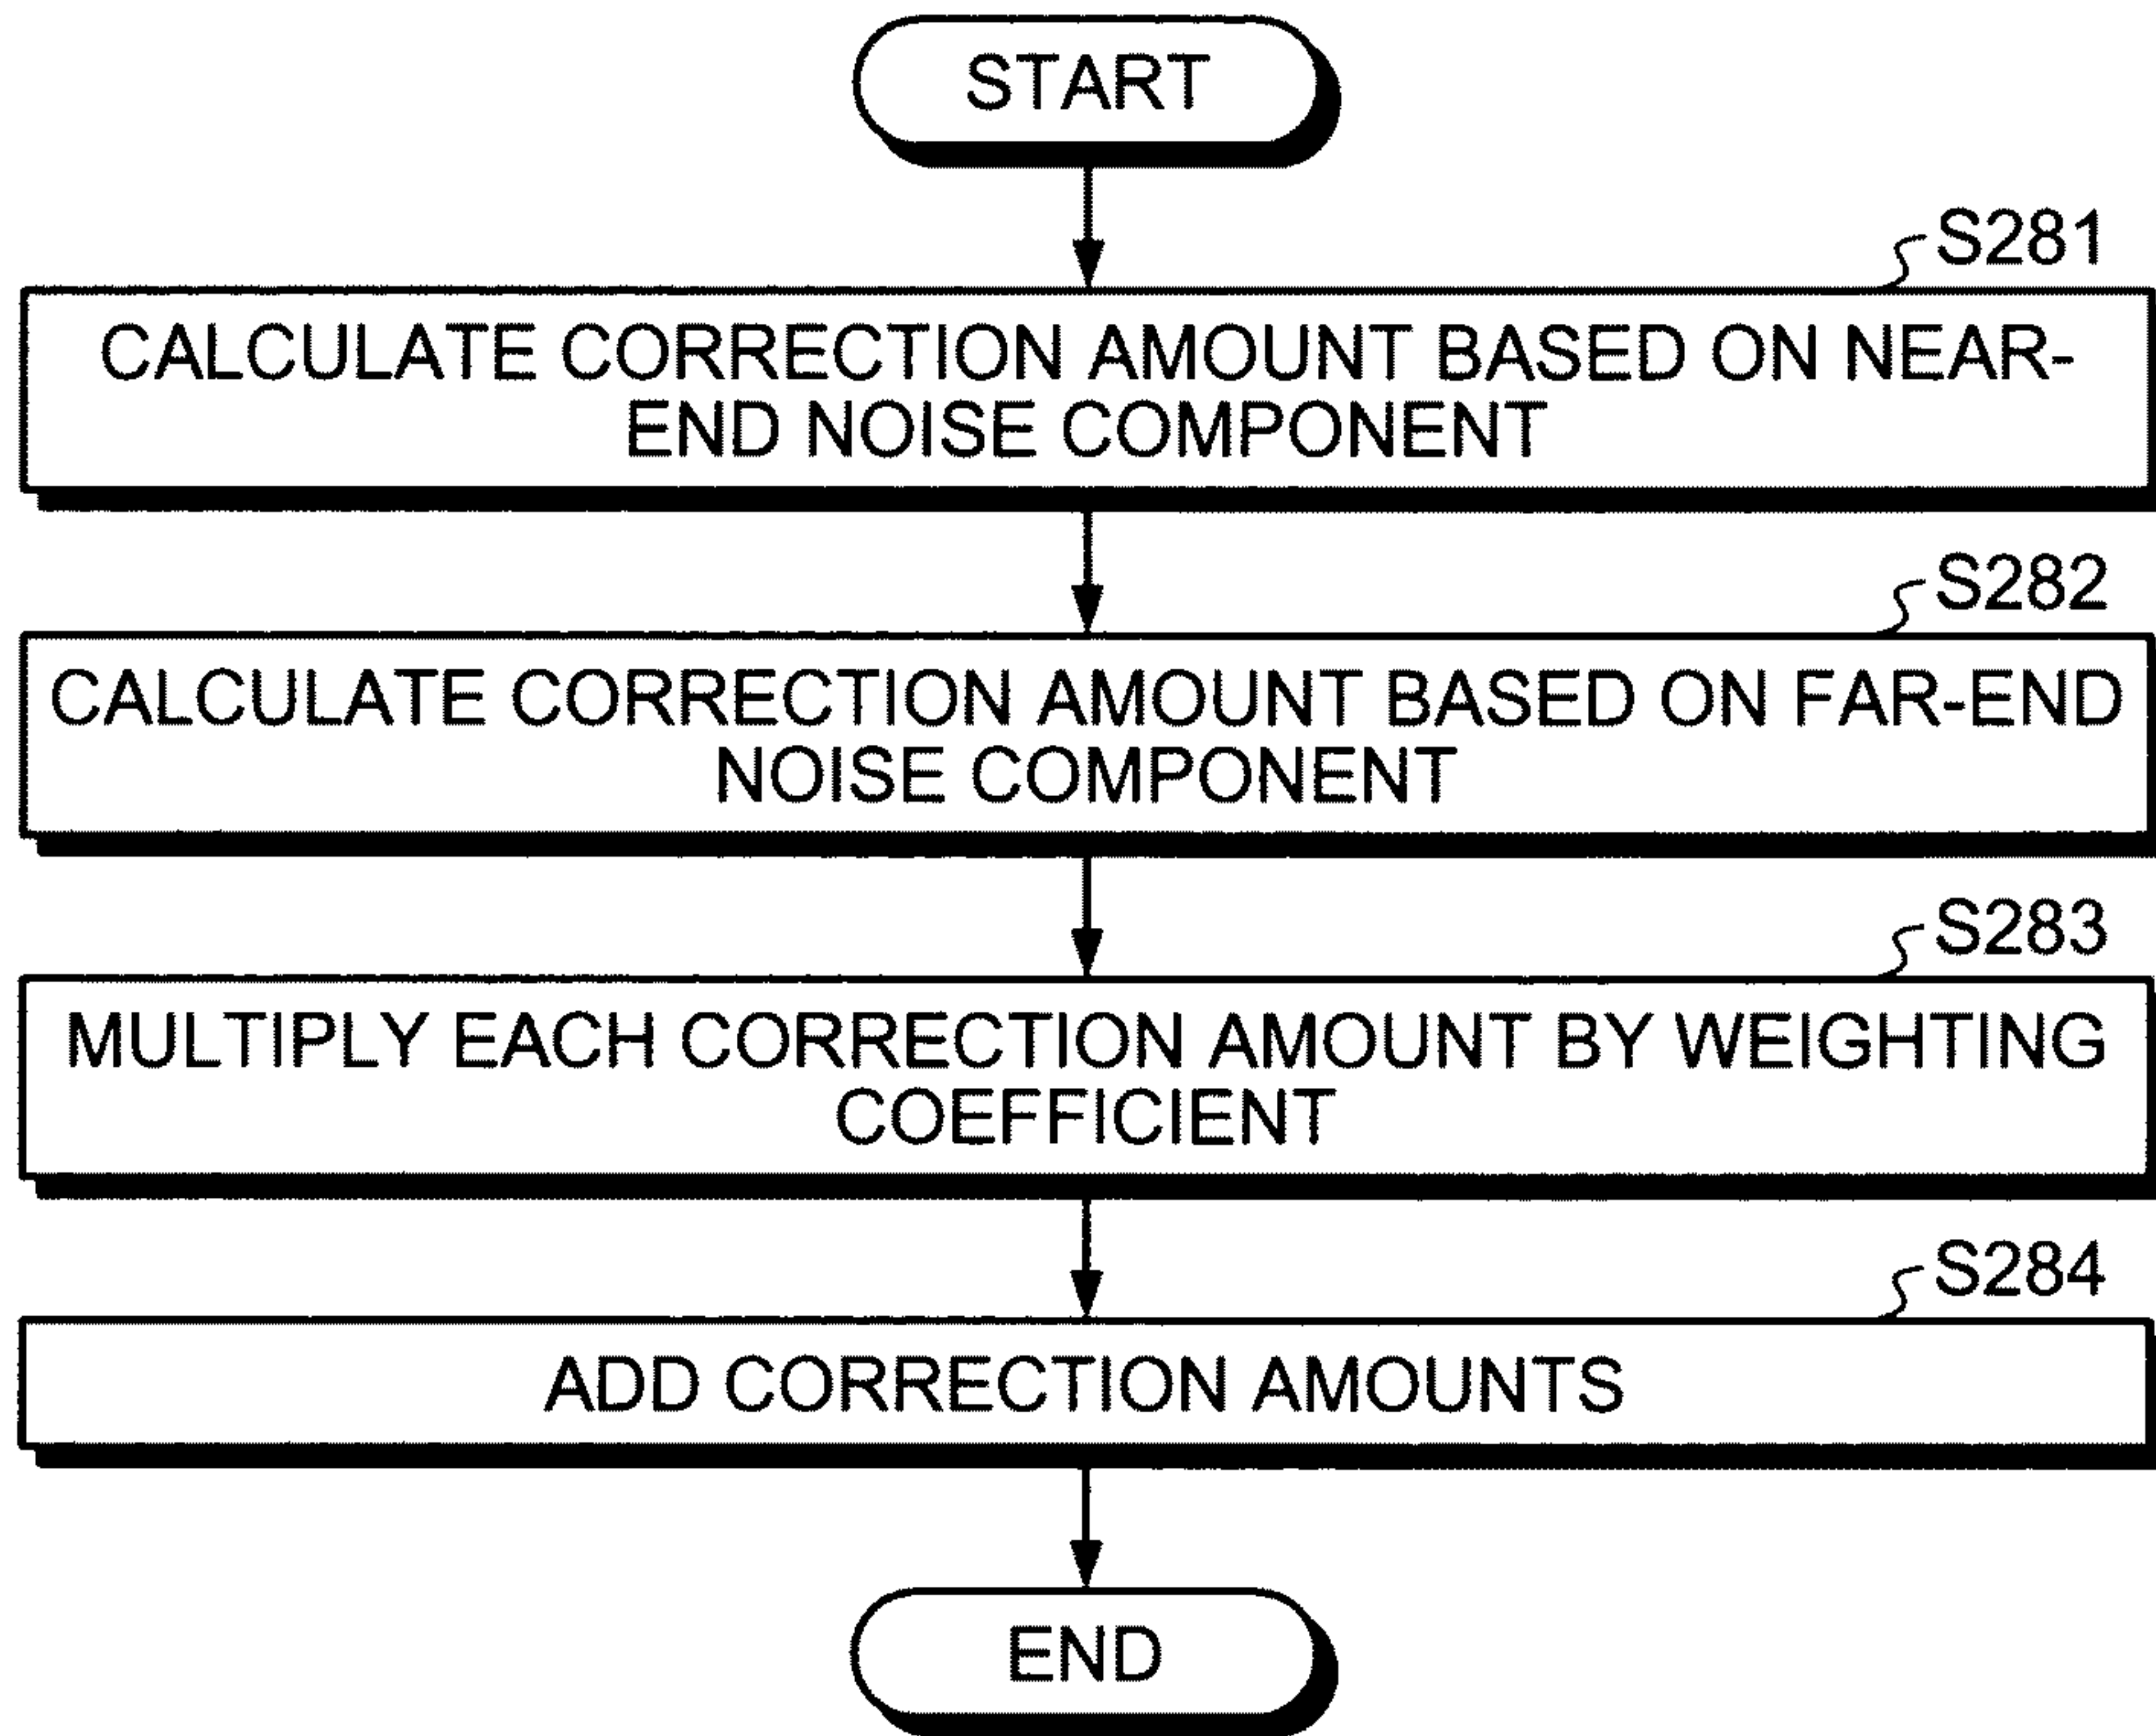 START
S281
CALCULATE CORRECTION AMOUNT BASED ON NEAR-
END NOISE COMPONENT
S282
CALCULATE CORRECTION AMOUNT BASED ON FAR-END
NOISE COMPONENT
S283
MULTIPLY EACH CORRECTION AMOUNT BY WEIGHTING
COEFFICIENT
S284
ADD CORRECTION AMOUNTS
END